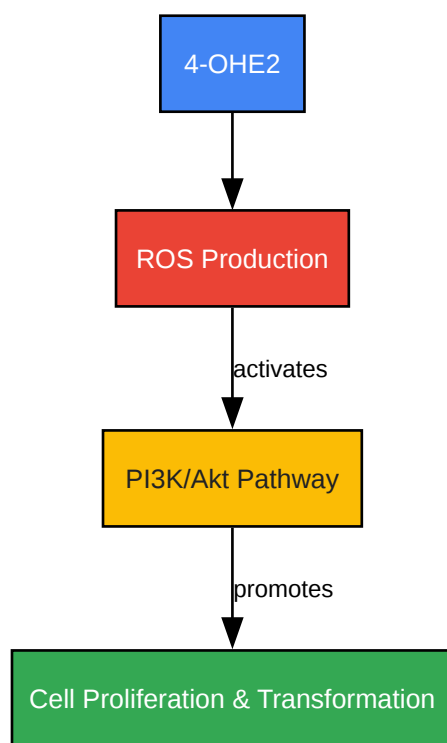 4-OHE2
ROS Production
activates
PI3K/Akt Pathway
promotes
Cell Proliferation & Transformation